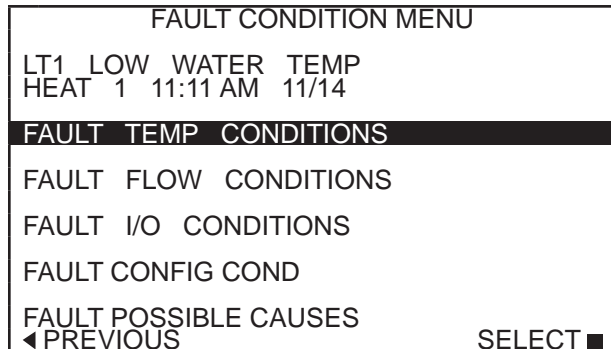 FAULT CONDITION MENU
LT1 LOW WATER TEMP
HEAT 1 11:11 AM 11/14
FAULT TEMP CONDITIONS
FAULT FLOW CONDITIONS
FAULT I/O CONDITIONS
FAULT CONFIG COND
FAULT POSSIBLE CAUSES
◀PREVIOUS SELECT■